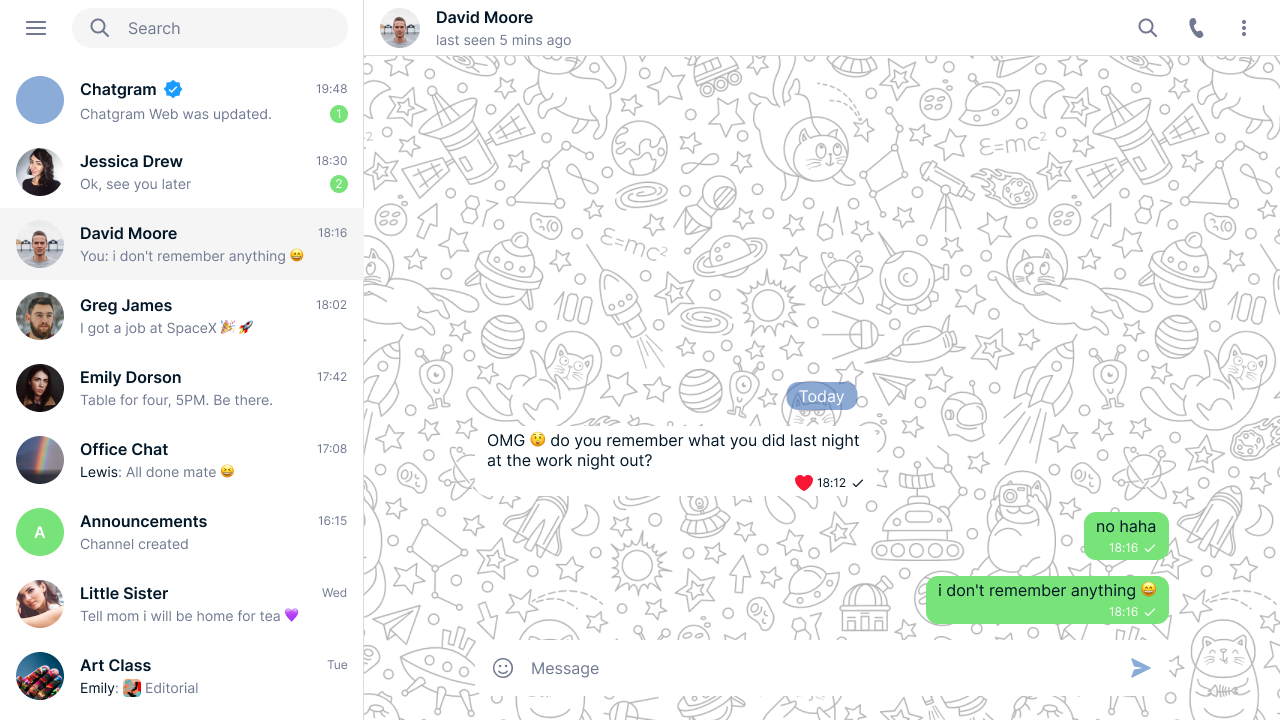 Search
Chatgram 19:48
Chatgram Web was updated. 1
Jessica Drew 18:30
Ok, see you later 2
David Moore 18:16
You: i don't remember anything 😄
Greg James 18:02
I got a job at SpaceX 🎉 🚀
Emily Dorson 17:42
Table for four, 5PM. Be there.
Office Chat 17:08
Lewis: All done mate 😆
A
Announcements 16:15
Channel created
Little Sister Wed
Tell mom i will be home for tea 💜
Art Class Tue
Emily: Editorial
David Moore
last seen 5 mins ago
E=mc²
E=mc²
Today
OMG 😲 do you remember what you did last night
at the work night out?
❤️ 18:12
no haha
18:16
i don't remember anything 😄
18:16
Message